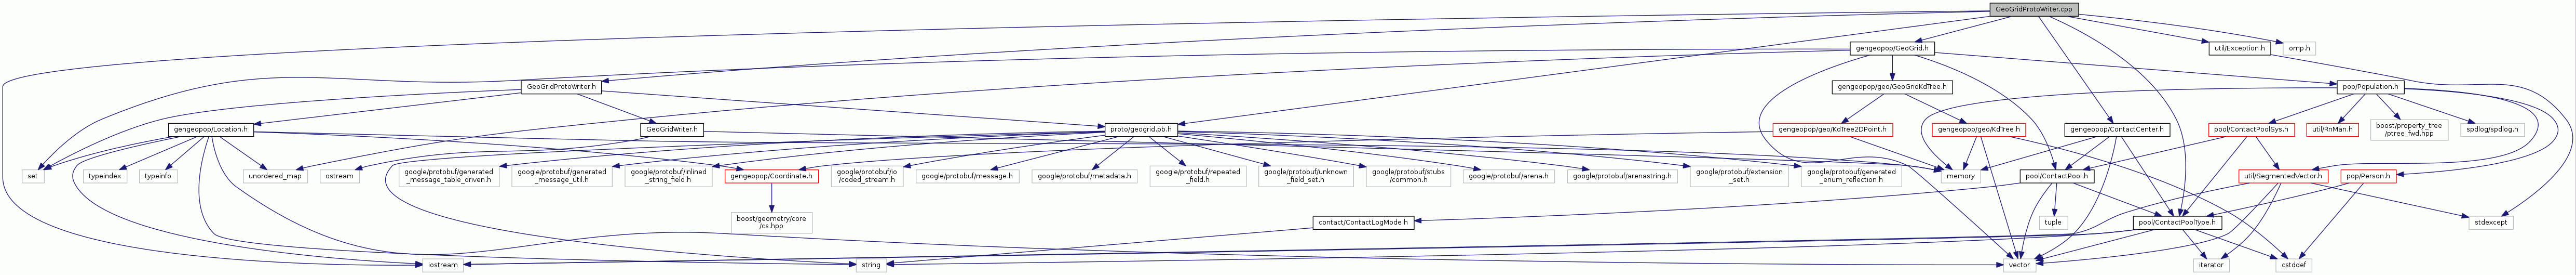 GeoGridProtoWriter.cpp
gengeopop/GeoGrid.h
util/Exception.h
omp.h
GeoGridProtoWriter.h
gengeopop/geo/GeoGridKdTree.h
pop/Population.h
gengeopop/Location.h
GeoGridWriter.h
proto/geogrid.pb.h
gengeopop/geo/KdTree2DPoint.h
gengeopop/geo/KdTree.h
gengeopop/ContactCenter.h
pool/ContactPoolSys.h
util/RnMan.h
boost/property_tree
/ptree_fwd.hpp
spdlog/spdlog.h
set
typeindex
typeinfo
unordered_map
ostream
google/protobuf/generated
_message_table_driven.h
google/protobuf/generated
_message_util.h
google/protobuf/inlined
_string_field.h
gengeopop/Coordinate.h
google/protobuf/io
/coded_stream.h
google/protobuf/message.h
google/protobuf/metadata.h
google/protobuf/repeated
_field.h
google/protobuf/unknown
_field_set.h
google/protobuf/stubs
/common.h
google/protobuf/arena.h
google/protobuf/arenastring.h
google/protobuf/extension
_set.h
google/protobuf/generated
_enum_reflection.h
memory
pool/ContactPool.h
util/SegmentedVector.h
pop/Person.h
boost/geometry/core
/cs.hpp
contact/ContactLogMode.h
tuple
pool/ContactPoolType.h
stdexcept
iostream
string
vector
iterator
cstddef